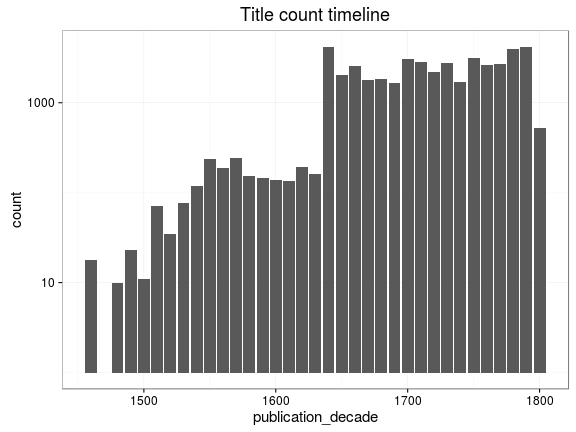 Title count timeline
1000
10
count
1500 1600 1700 1800
publication_decade